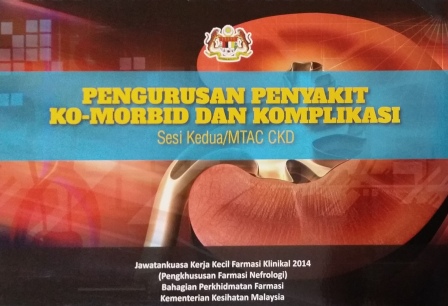 PENGURUSAN PENYAKIT
KO-MORBID DAN KOMPLIKASI
Sesi Kedua/MTAC CKD
Jawatankuasa Kerja Kecil Farmasi Klinikal 2014
(Pengkhususan Farmasi Nefrologi)
Bahagian Perkhidmatan Farmasi
Kementerian Kesihatan Malaysia